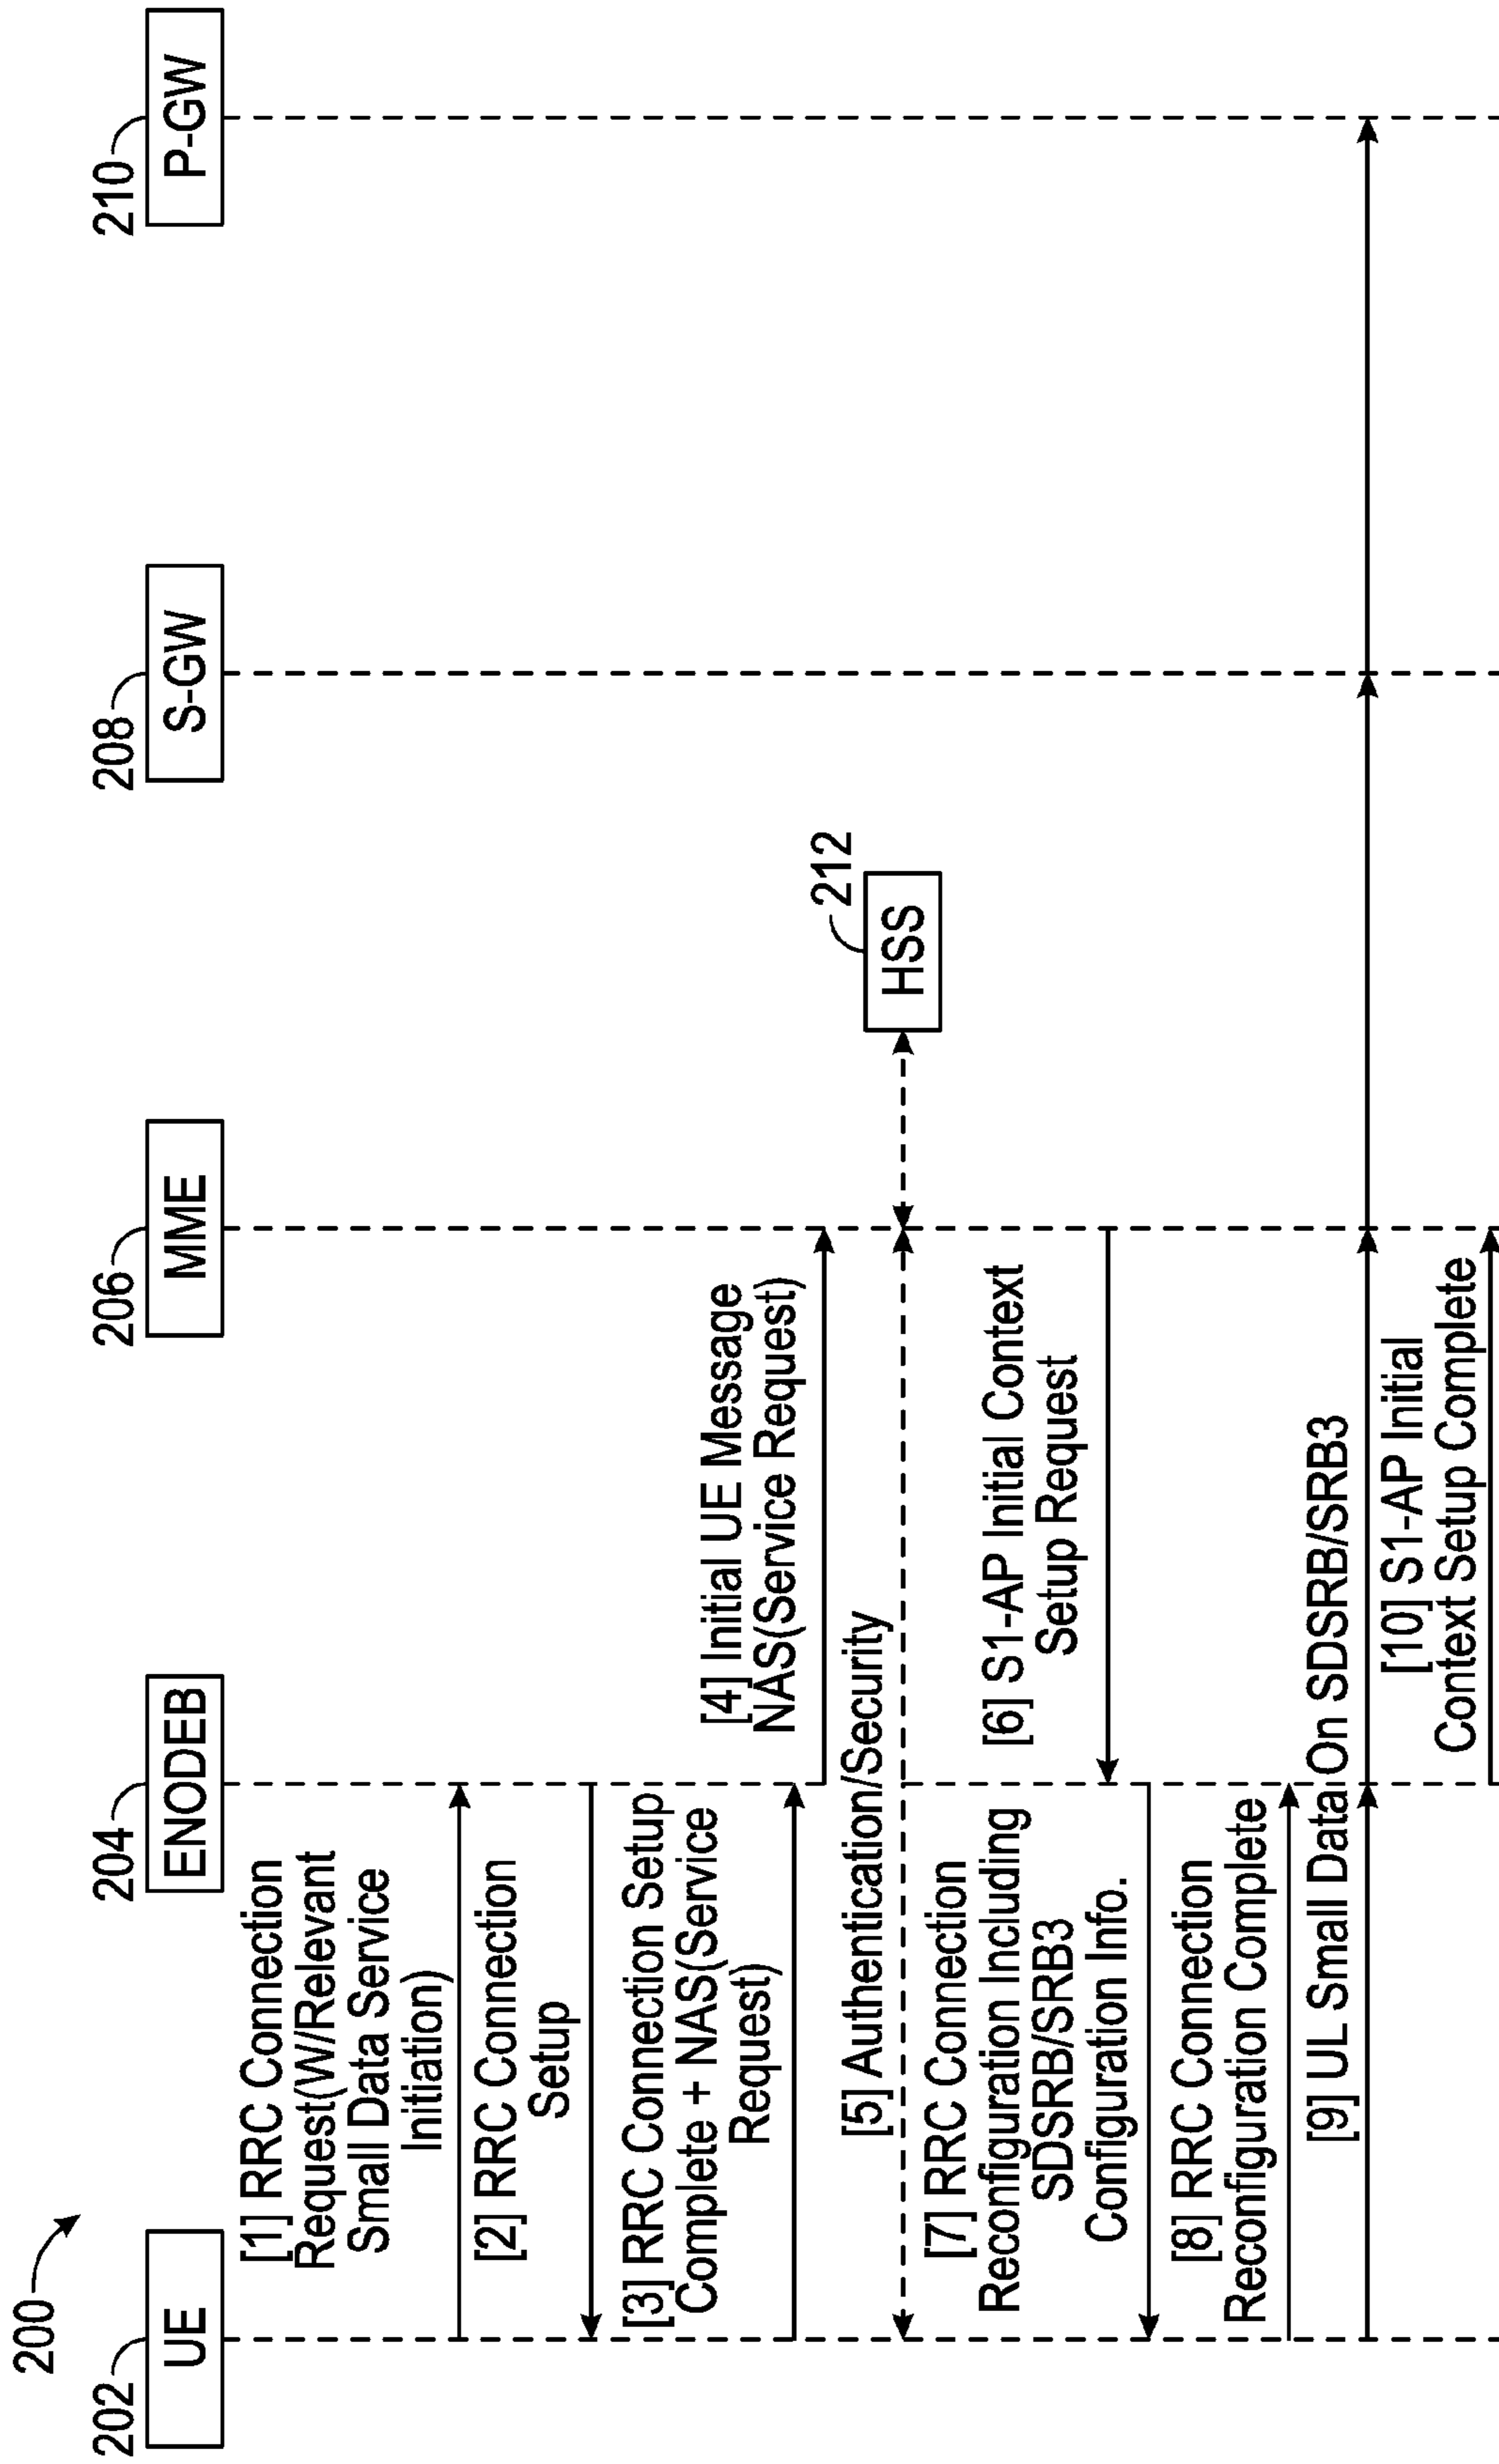 200
202
204
206
208
210
UE
ENODEB
MME
S-GW
P-GW
[1] RRC Connection
Request(W/Relevant
Small Data Service
Initiation)
[2] RRC Connection
Setup
[3] RRC Connection Setup
Complete + NAS(Service
Request)
[4] Initial UE Message
NAS(Service Request)
212
HSS
[5] Authentication/Security
[6] S1-AP Initial Context
Setup Request
[7] RRC Connection
Reconfiguration Including
SDSRB/SRB3
Configuration Info.
[8] RRC Connection
Reconfiguration Complete
[9] UL Small Data On SDSRB/SRB3
[10] S1-AP Initial
Context Setup Complete